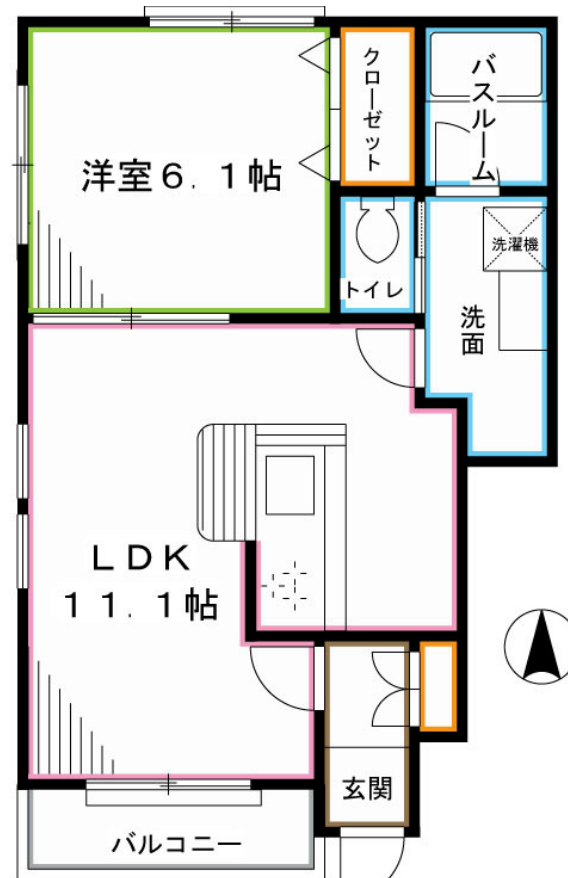 クローゼット
バスルーム
洋室6.1帖
洗濯機
トイレ
洗面
LDK
11.1帖
玄関
バルコニー